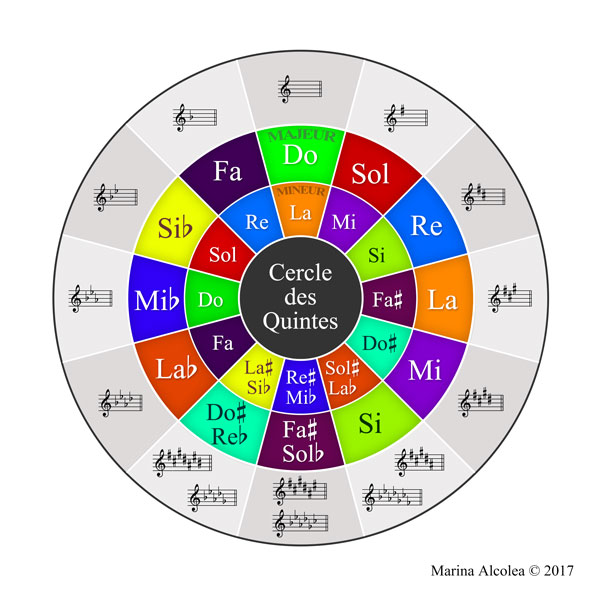 MAJEUR
Do
Sol
Re
La
Mi
Si
Fa♯
Sol♭
Do♯
Re♭
La♭
Mi♭
Si♭
Fa
MINEUR
La
Mi
Si
Fa♯
Do♯
Sol♯
La♭
Re♯
Mi♭
La♯
Si♭
Fa
Do
Sol
Re
Cercle
des
Quintes
Marina Alcolea © 2017